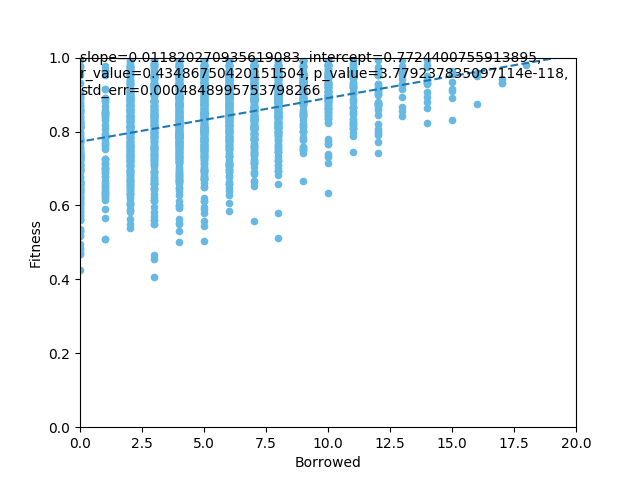 slope=0.011820270935619083, intercept=0.7724400755913895,
r_value=0.43486750420151504, p_value=3.779237835097114e-118,
std_err=0.0004848995753798266
1.0
0.8
0.6
0.4
0.2
0.0
Fitness
0.0 2.5 5.0 7.5 10.0 12.5 15.0 17.5 20.0
Borrowed